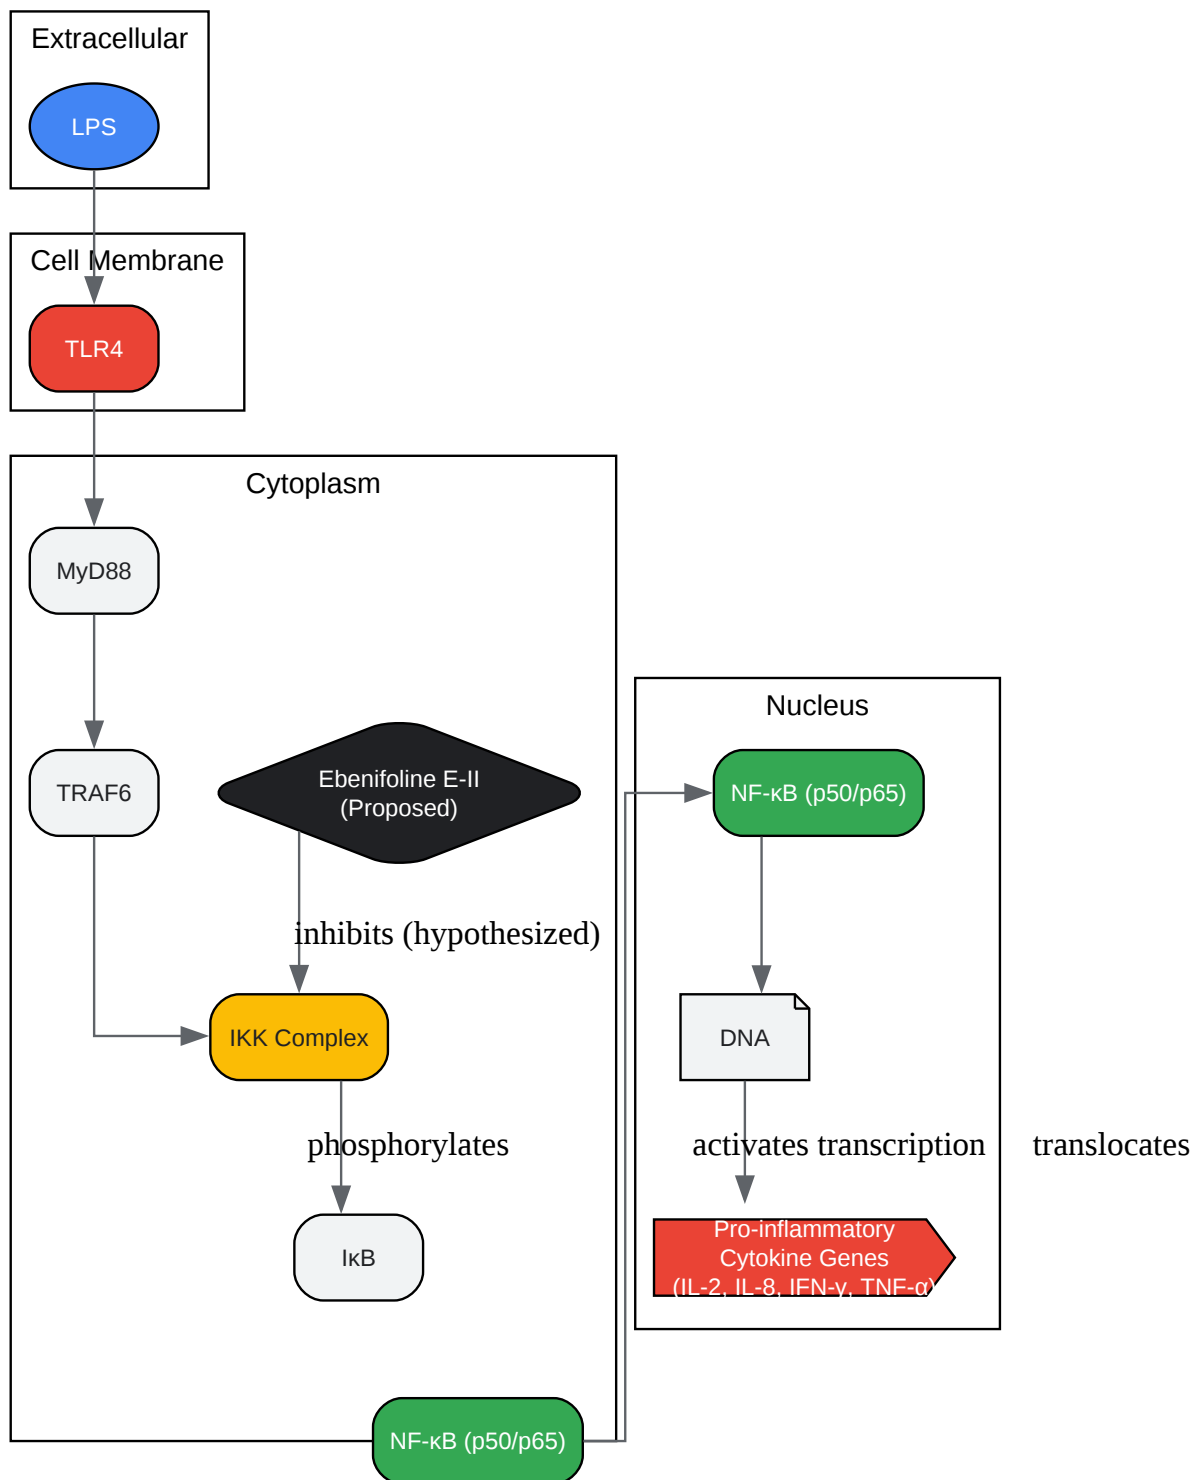 Extracellular
LPS
Cell Membrane
TLR4
Cytoplasm
MyD88
TRAF6
Ebenifoline E-II
(Proposed)
inhibits (hypothesized)
IKK Complex
phosphorylates
IκB
NF-κB (p50/p65)
Nucleus
NF-κB (p50/p65)
DNA
activates transcription
translocates
Pro-inflammatory
Cytokine Genes
(IL-2, IL-8, IFN-γ, TNF-α)